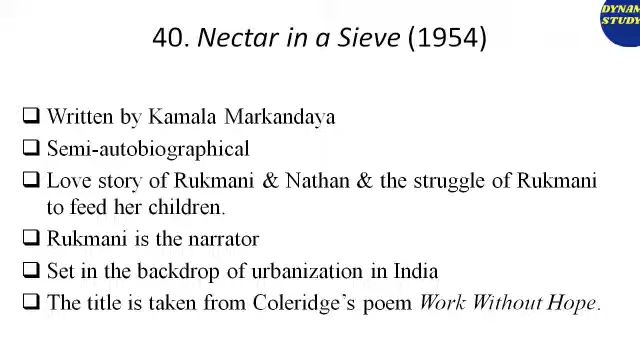 DYNAM
STUDY
40. Nectar in a Sieve (1954)
Written by Kamala Markandaya
Semi-autobiographical
Love story of Rukmani & Nathan & the struggle of Rukmani
to feed her children.
Rukmani is the narrator
Set in the backdrop of urbanization in India
The title is taken from Coleridge’s poem Work Without Hope.